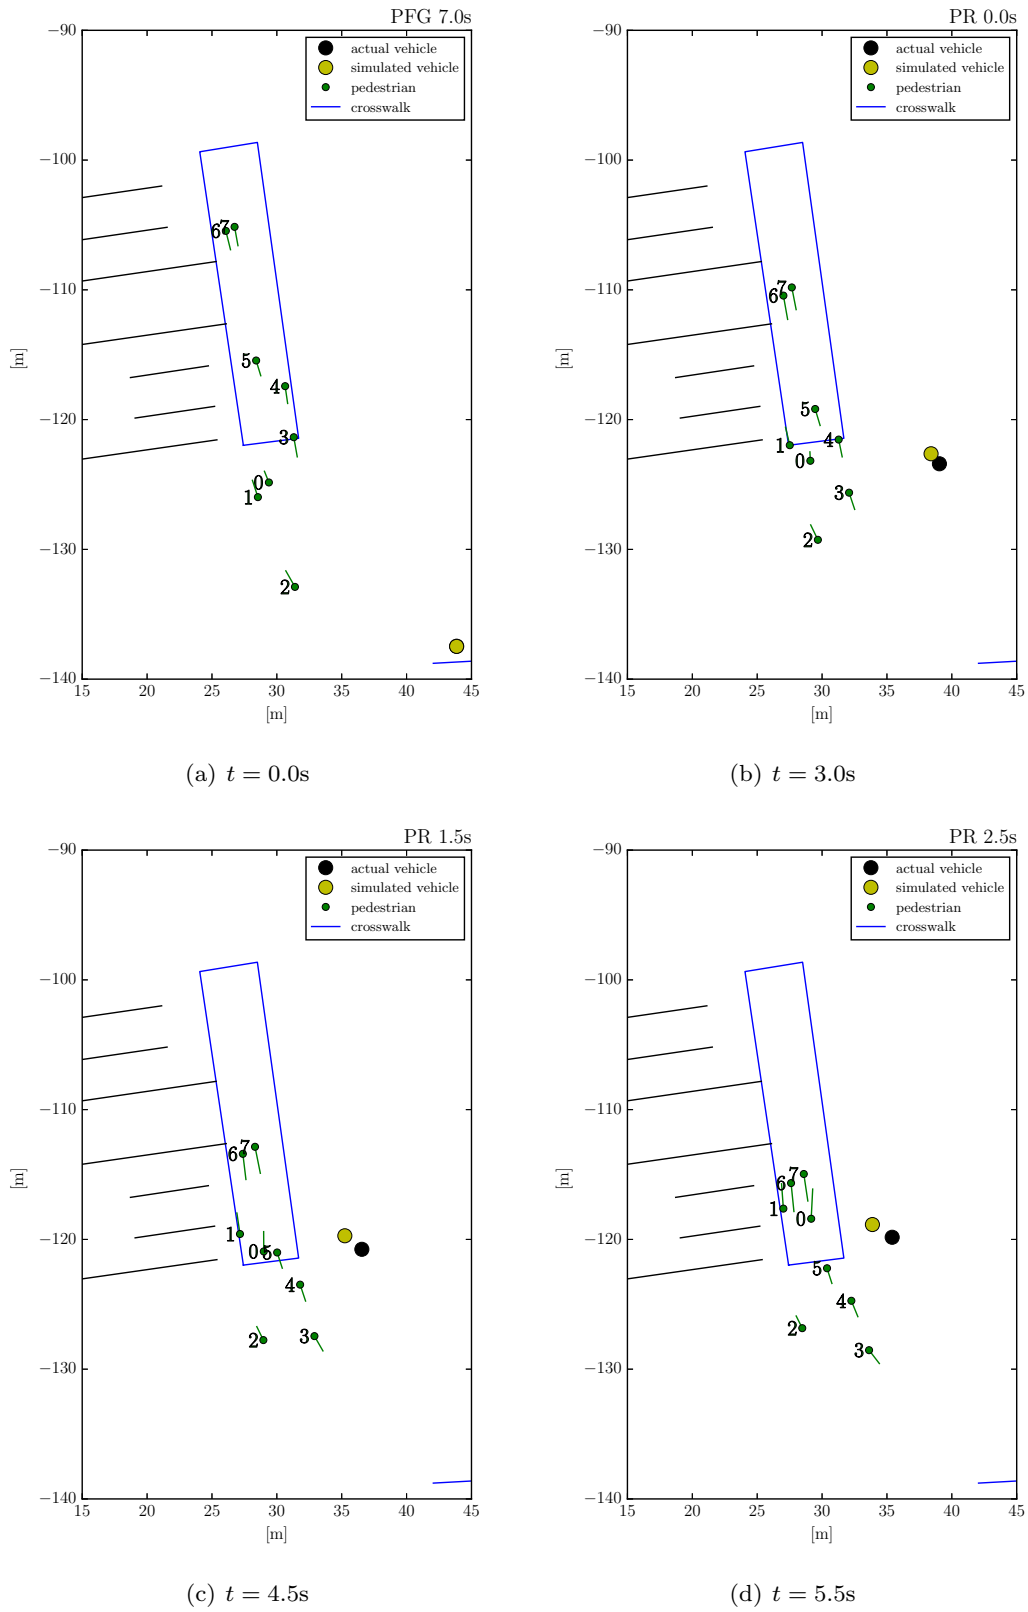 PFG 7.0s
−90
−100
−110
−120
−130
−140
[m]
15 20 25 30 35 40 45
[m]
actual vehicle
simulated vehicle
pedestrian
crosswalk
6 7
5
4
3
0
1
2
(a) t = 0.0s
PR 0.0s
−90
−100
−110
−120
−130
−140
[m]
15 20 25 30 35 40 45
[m]
actual vehicle
simulated vehicle
pedestrian
crosswalk
7
6
5
4
1
0
3
2
(b) t = 3.0s
PR 1.5s
−90
−100
−110
−120
−130
−140
[m]
15 20 25 30 35 40 45
[m]
actual vehicle
simulated vehicle
pedestrian
crosswalk
7
6
1
0 5
4
3
2
(c) t = 4.5s
PR 2.5s
−90
−100
−110
−120
−130
−140
[m]
15 20 25 30 35 40 45
[m]
actual vehicle
simulated vehicle
pedestrian
crosswalk
7
6
1
0
5
4
2
3
(d) t = 5.5s